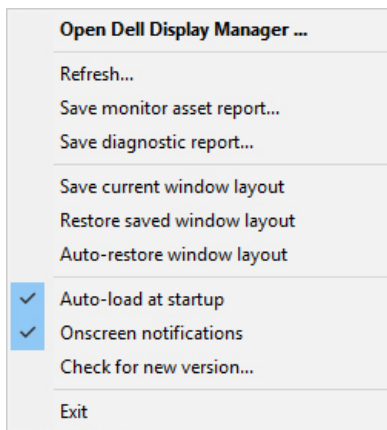 Open Dell Display Manager ...
Refresh...
Save monitor asset report...
Save diagnostic report...
Save current window layout
Restore saved window layout
Auto-restore window layout
Auto-load at startup
Onscreen notifications
Check for new version...
Exit